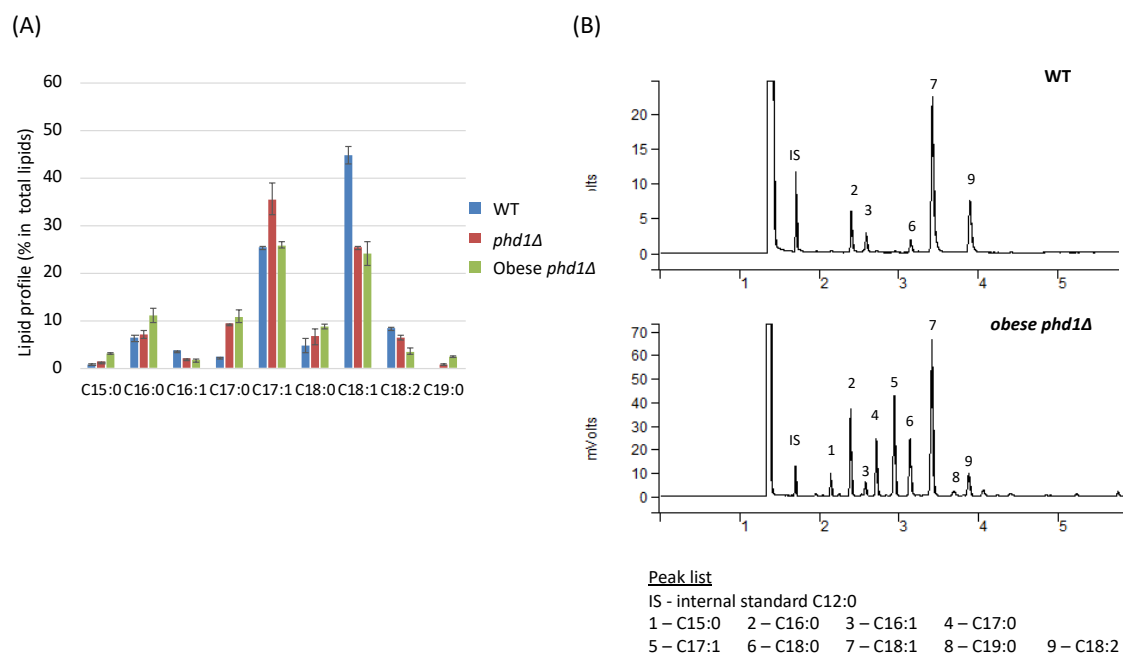 (A)
(B)
Lipid profile (% in total lipids)
60
50
40
30
20
10
0
C15:0 C16:0 C16:1 C17:0 C17:1 C18:0 C18:1 C18:2 C19:0
WT
phd1Δ
Obese phd1Δ
WT
20
15
10
5
0
IS
2
3
6
7
9
1 2 3 4 5
obese phd1Δ
mVolts
70
60
50
40
30
20
10
0
IS
1
2
3
4
5
6
7
8
9
1 2 3 4 5
Peak list
IS - internal standard C12:0
1 – C15:0 2 – C16:0 3 – C16:1 4 – C17:0
5 – C17:1 6 – C18:0 7 – C18:1 8 – C19:0 9 – C18:2